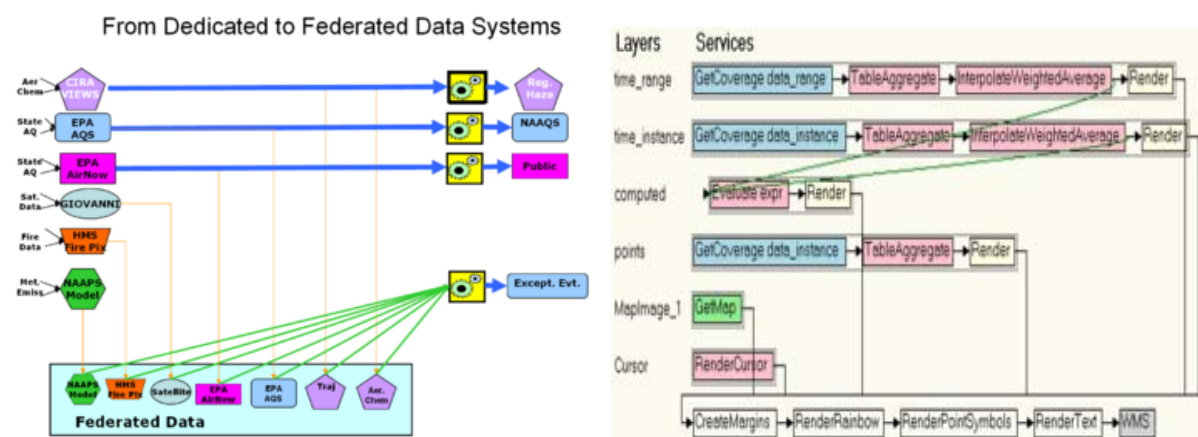 From Dedicated to Federated Data Systems
Aer.
Chem
CIRA
VIEWS
Reg.
Haze
State
AQ
EPA
AQS
NAAQS
State
AQ
EPA
AirNow
Public
Sat.
Data
GIOVANNI
Fire
Data
HMS
Fire Pix
Met.
Emiss.
NAAPS
Model
Except. Evt.
NAAPS
Model
HMS
Fire Pix
Satellite
EPA
AirNow
EPA
AQS
Traj
Aer.
Chem
Federated Data
Layers Services
time_range GetCoverage data_range TableAggregate InterpolateWeightedAverage Render
time_instance GetCoverage data_instance TableAggregate InterpolateWeightedAverage Render
computed Evaluate expr Render
points GetCoverage data_instance TableAggregate Render
MapImage_1 GetMap
Cursor RenderCursor
CreateMargins RenderRainbow RenderPointSymbols RenderText WMS